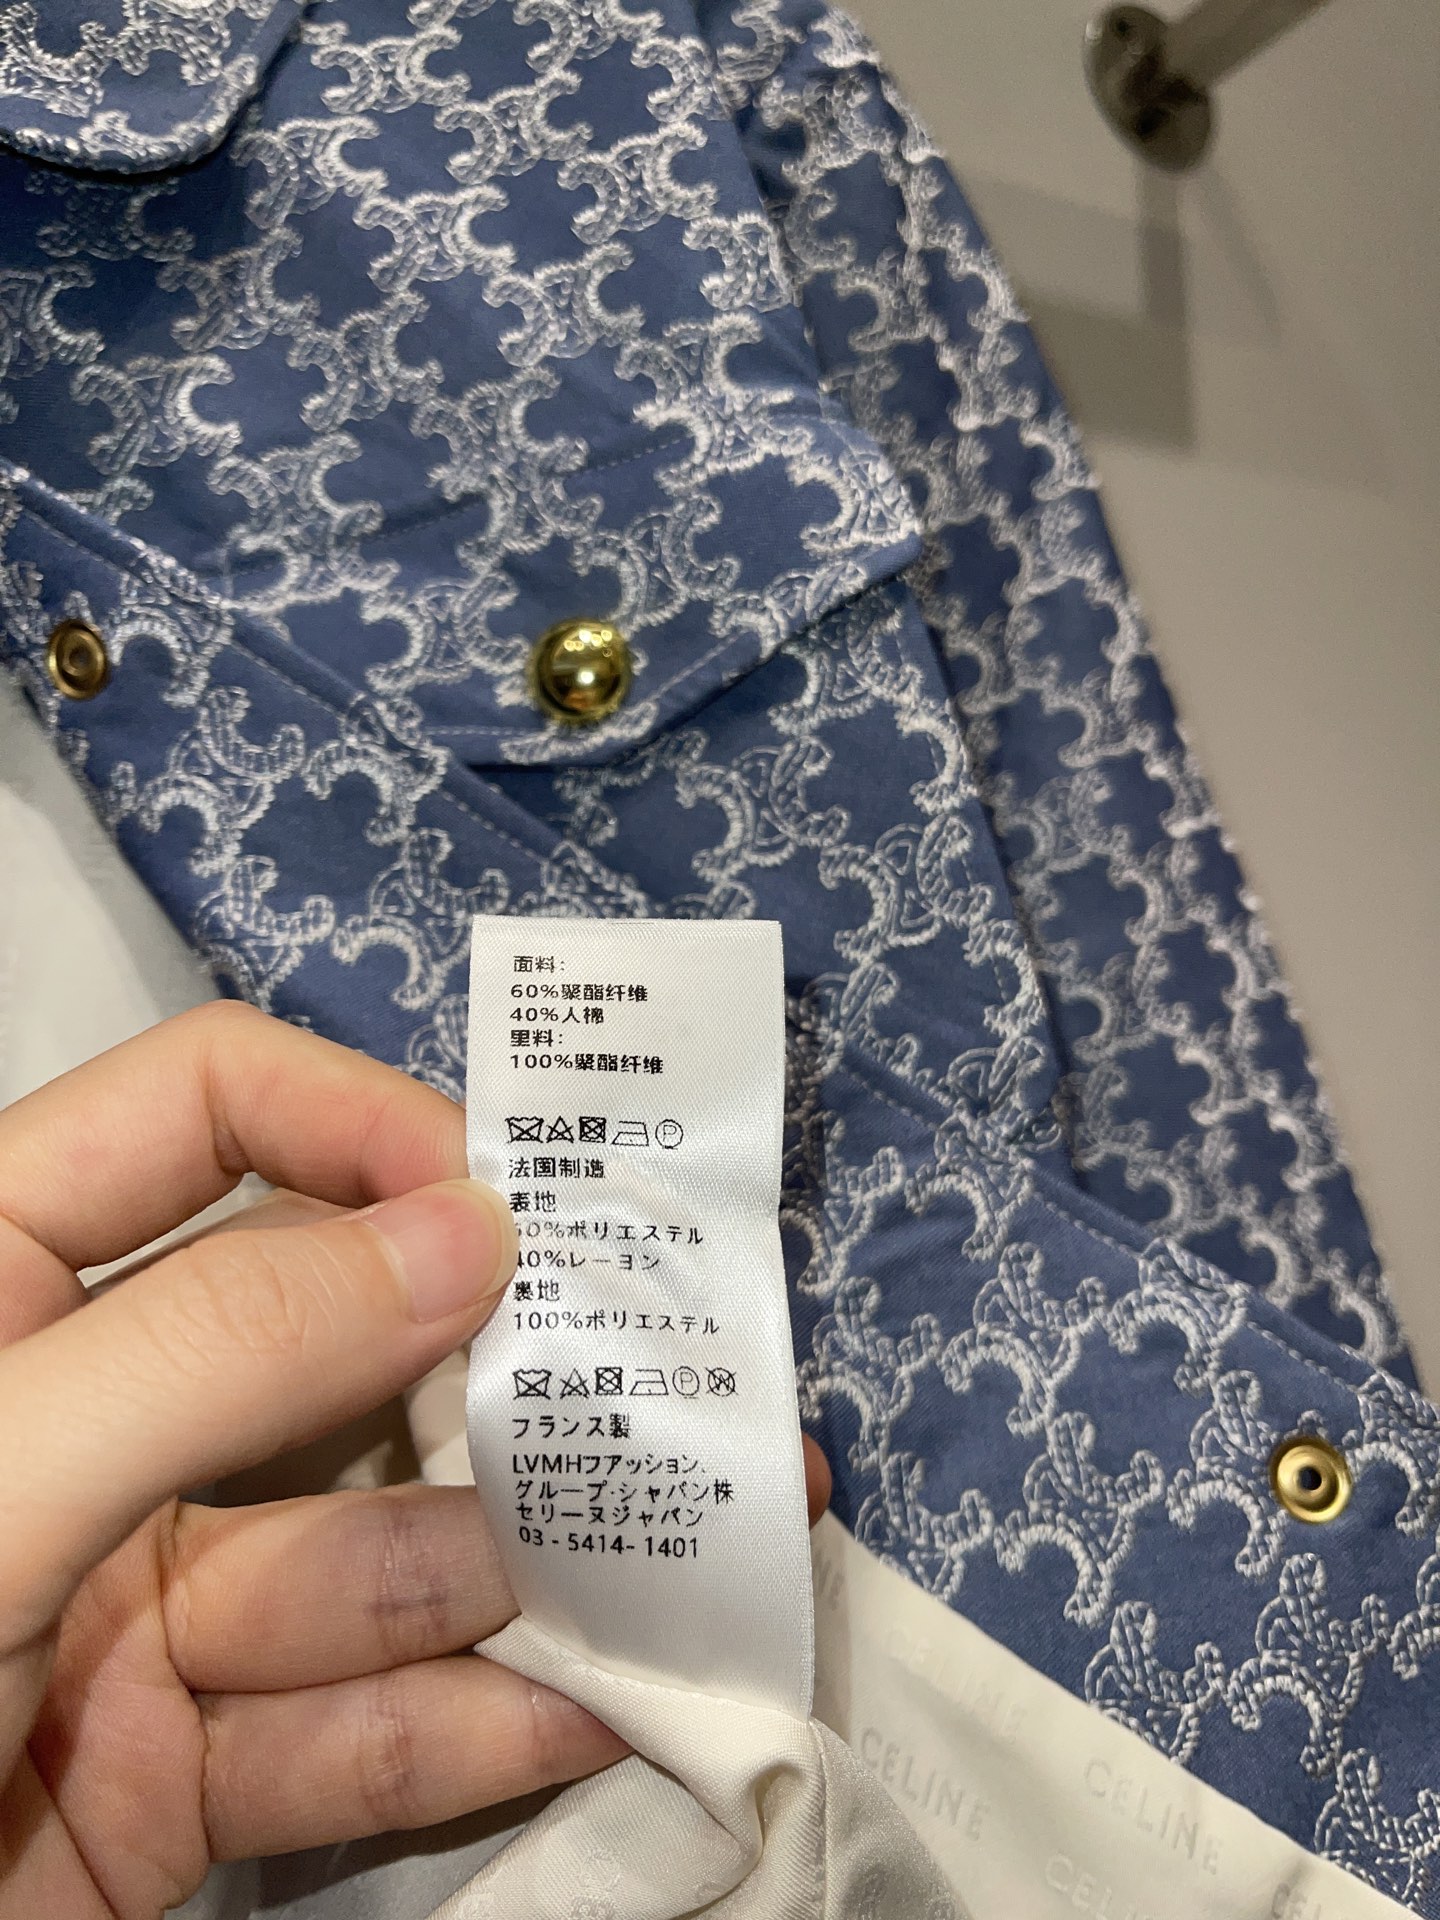 面料:
60%聚酯纤维
40%人棉
里料:
100%聚酯纤维
P
法国制造
表地
60%ポリエステル
40%レーヨン
裏地
100%ポリエステル
P W
フランス製
LVMHファッション.
グループ・ジャパン株
セリーヌジャパン
03 - 5414- 1401
CELINE
CELINE
CELINE